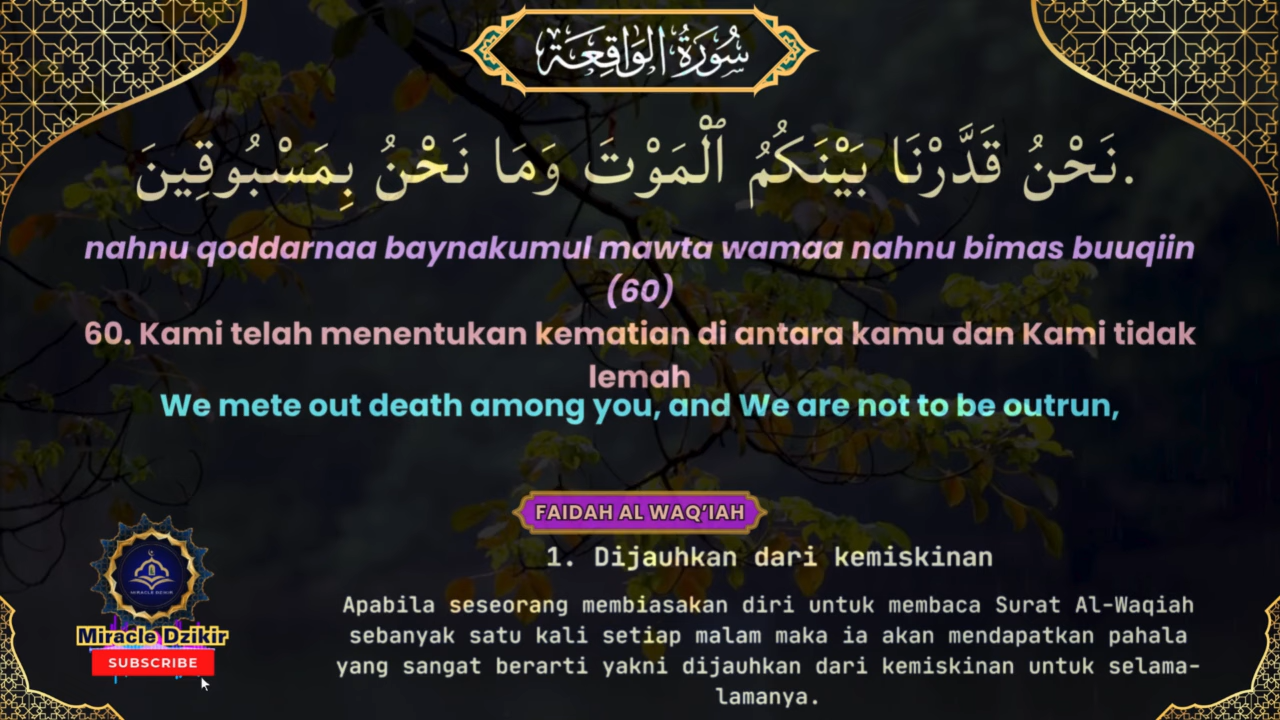 سُورَةُ الوَاقِعَة
نَحْنُ قَدَّرْنَا بَيْنَكُمُ ٱلْمَوْتَ وَمَا نَحْنُ بِمَسْبُوقِينَ.
nahnu qoddarnaa baynakumul mawta wamaa nahnu bimas buuqiin
(60)
60. Kami telah menentukan kematian di antara kamu dan Kami tidak
lemah
We mete out death among you, and We are not to be outrun,
FAIDAH AL WAQ’IAH
1. Dijauhkan dari kemiskinan
Apabila seseorang membiasakan diri untuk membaca Surat Al-Waqiah
sebanyak satu kali setiap malam maka ia akan mendapatkan pahala
yang sangat berarti yakni dijauhkan dari kemiskinan untuk selama-
lamanya.
MIRACLE DZIKIR
Miracle Dzikir
SUBSCRIBE